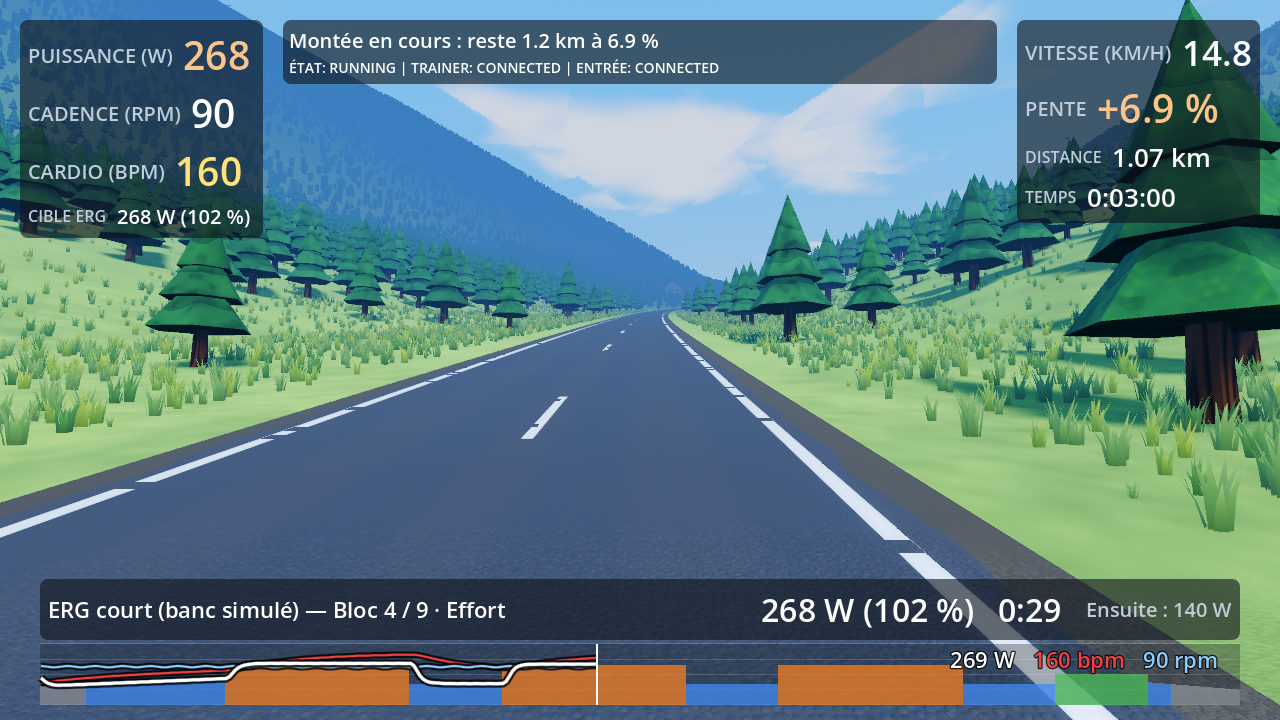 PUISSANCE (W) 268
CADENCE (RPM) 90
CARDIO (BPM) 160
CIBLE ERG 268 W (102 %)
Montée en cours : reste 1.2 km à 6.9 %
ÉTAT: RUNNING | TRAINER: CONNECTED | ENTRÉE: CONNECTED
VITESSE (KM/H) 14.8
PENTE +6.9 %
DISTANCE 1.07 km
TEMPS 0:03:00
ERG court (banc simulé) — Bloc 4 / 9 · Effort 268 W (102 %) 0:29 Ensuite : 140 W
269 W 160 bpm 90 rpm